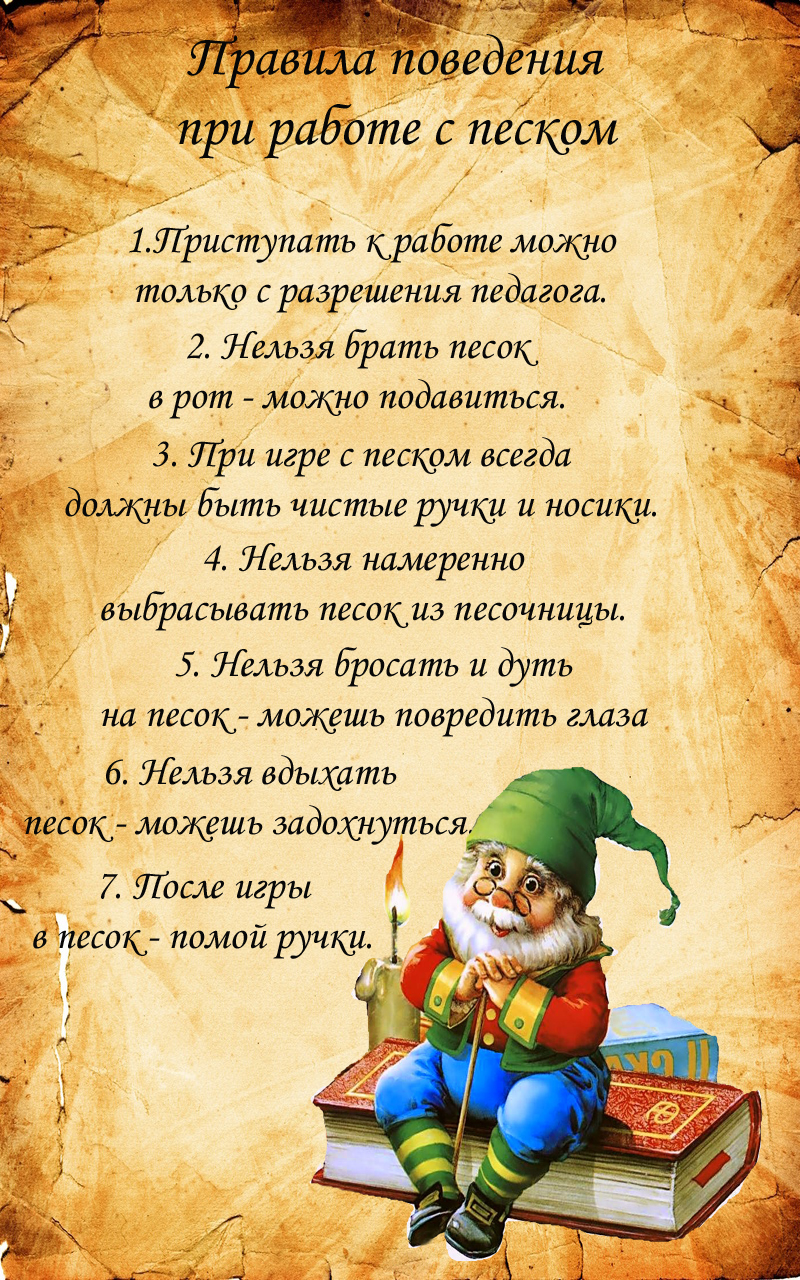 Правила поведения
при работе с песком
1.Приступать к работе можно
только с разрешения педагога.
2. Нельзя брать песок
в рот - можно подавиться.
3. При игре с песком всегда
должны быть чистые ручки и носики.
4. Нельзя намеренно
выбрасывать песок из песочницы.
5. Нельзя бросать и дуть
на песок - можешь повредить глаза
6. Нельзя вдыхать
песок - можешь задохнуться.
7. После игры
в песок - помой ручки.